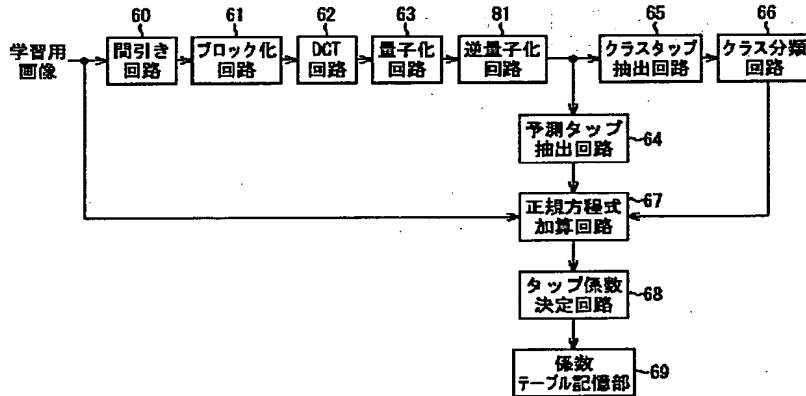 60
61
62
63
81
65
66
学習用
画像
間引き
回路
ブロック化
回路
DCT
回路
量子化
回路
逆量子化
回路
クラスタップ
抽出回路
クラス分類
回路
予測タップ
抽出回路
64
正規方程式
加算回路
67
タップ係数
決定回路
68
係数
テーブル記憶部
69